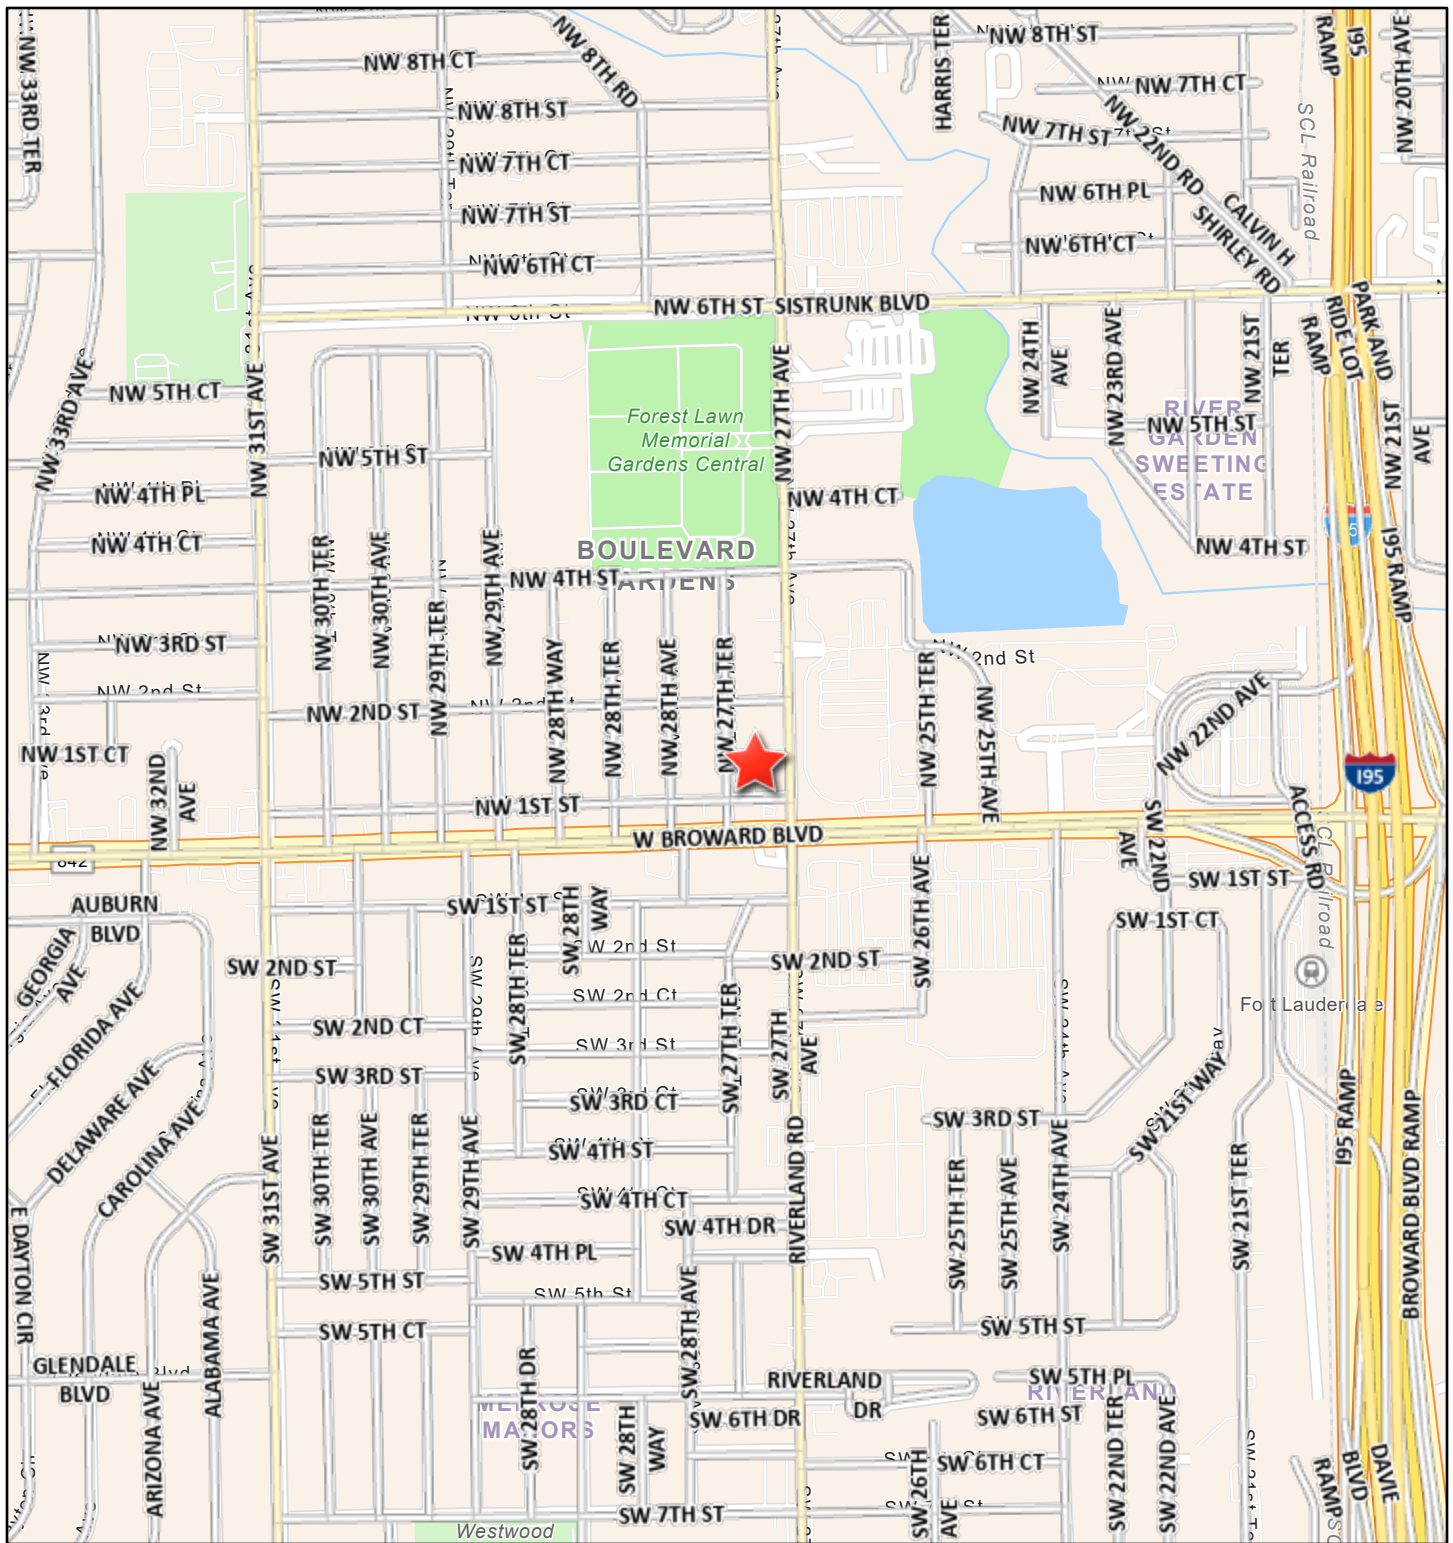 NW 33RD TER
NW 8TH CT
NW 8TH RD
HARRIS TER
NW 8TH ST
RAMP
I95
NW 20TH AVE
NW 7TH CT
NW 8TH ST
NW 7TH ST
NW 22ND RD
SCL Railroad
NW 7TH CT
NW 6TH PL
NW 7TH ST
CALVIN H
SHIRLEY RD
NW 6TH CT
NW 6TH CT
NW 6TH ST SISTRUNK BLVD
NW 6th St
PARK AND
RIDE LOT
RAMP
NW 33RD AVE
NW 5TH CT
NW 31ST AVE
NW 27TH AVE
NW 24TH
AVE
NW 23RD AVE
NW 21ST
TER
Forest Lawn
Memorial
Gardens Central
RIVER
GARDEN
SWEETING
ESTATE
NW 5TH ST
NW 21ST
AVE
NW 5TH ST
NW 4TH PL
NW 4TH CT
NW 4TH CT
BOULEVARD
GARDENS
NW 4TH ST
NW 4TH ST
I95 RAMP
NW 30TH TER
NW 30TH AVE
NW 29TH TER
NW 29TH AVE
NW 28TH WAY
NW 28TH TER
NW 28TH AVE
NW 27TH TER
NW 3RD ST
NW 2nd St
NW 2nd St
NW 2ND ST
NW 25TH TER
NW 25TH AVE
NW 22ND AVE
NW 1ST CT
NW 32ND
AVE
NW 1ST ST
I95
W BROWARD BLVD
842
SW 22ND
AVE
ACCESS RD
SW 1ST ST
AUBURN
BLVD
SW 1ST ST
SW 28TH
WAY
SW 26TH AVE
SW 1ST CT
SCL Railroad
GEORGIA
AVE
FLORIDA AVE
SW 2ND ST
SW 28TH TER
SW 2nd St
SW 2ND ST
SW 2nd Ct
Fort Lauderdale
SW 2ND CT
SW 29th Ave
SW 27TH TER
SW 27TH
AVE
SW 3rd St
DELAWARE AVE
CAROLINA AVE
SW 3RD ST
SW 3RD CT
SW 3RD ST
SW 21ST WAY
I95 RAMP
BROWARD BLVD RAMP
SW 31ST AVE
SW 30TH TER
SW 30TH AVE
SW 29TH TER
SW 29TH AVE
SW 4TH ST
RIVERLAND RD
SW 25TH TER
SW 25TH AVE
SW 24TH AVE
SW 21ST TER
SW 4TH CT
SW 4TH DR
SW 4TH PL
E DAYTON CIR
SW 5TH ST
SW 5th St
SW 28TH AVE
SW 5TH CT
SW 5TH ST
GLENDALE
BLVD
ALABAMA AVE
ARIZONA AVE
SW 28TH DR
RIVERLAND
DR
SW 5TH PL
RIVERLAND
MELROSE
MANORS
SW 28TH
WAY
SW 6TH DR
SW 6TH ST
SW 22ND TER
SW 22ND AVE
SW 6TH CT
SW 26TH
AVE
RAMP
BLVD
DAVIE
SW 7TH ST
Westwood